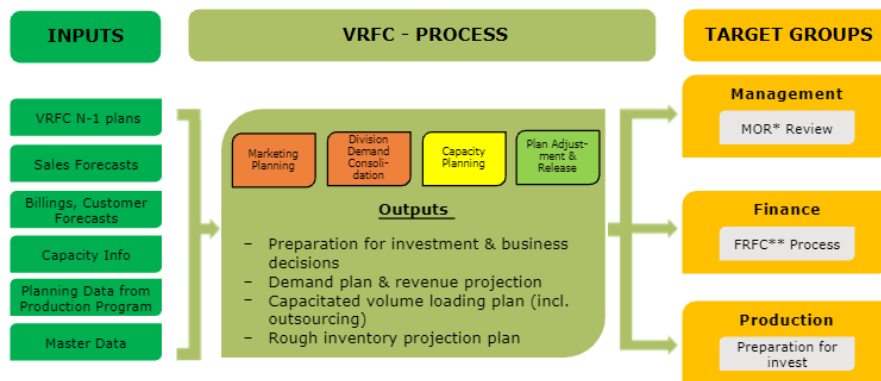 INPUTS
VRFC - PROCESS
TARGET GROUPS
VRFC N-1 plans
Sales Forecasts
Billings, Customer
Forecasts
Capacity Info
Planning Data from
Production Program
Master Data
Marketing
Planning
Division
Demand
Consoli-
dation
Capacity
Planning
Plan Adjust-
ment &
Release
Outputs
– Preparation for investment & business
decisions
– Demand plan & revenue projection
– Capacitated volume loading plan (incl.
outsourcing)
– Rough inventory projection plan
Management
MOR* Review
Finance
FRFC** Process
Production
Preparation for
invest